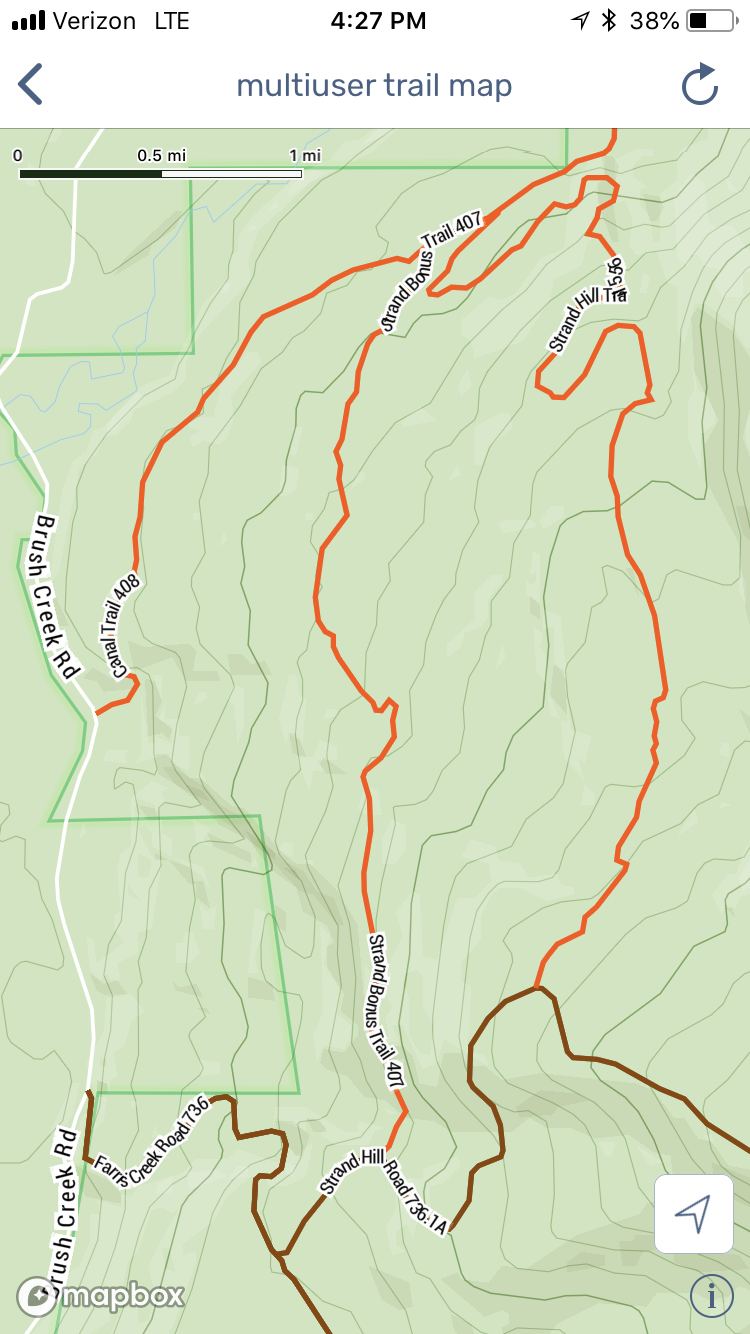 Verizon LTE 4:27 PM 38%
multiuser trail map
0 0.5 mi 1 mi
Strand Bonus Trail 407
Strand Hill
Canal Trail 408
Brush Creek Rd
Strand Bonus Trail 407
Farris Creek Road 736
Strand Hill Road 736.1A
Brush Creek Rd
mapbox
i